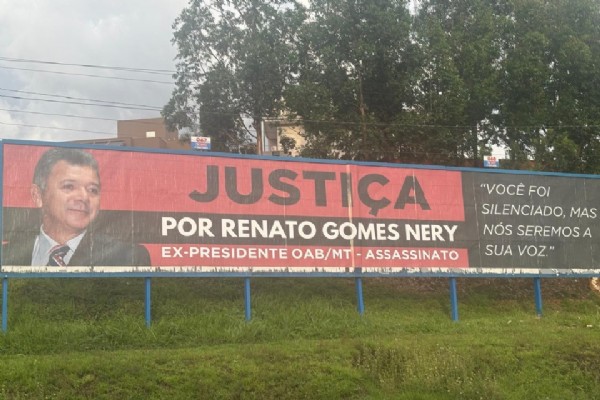 JUSTIÇA
POR RENATO GOMES NERY
EX-PRESIDENTE OAB/MT - ASSASSINATO
"VOCÊ FOI
SILENCIADO, MAS
NÓS SEREMOS A
SUA VOZ."